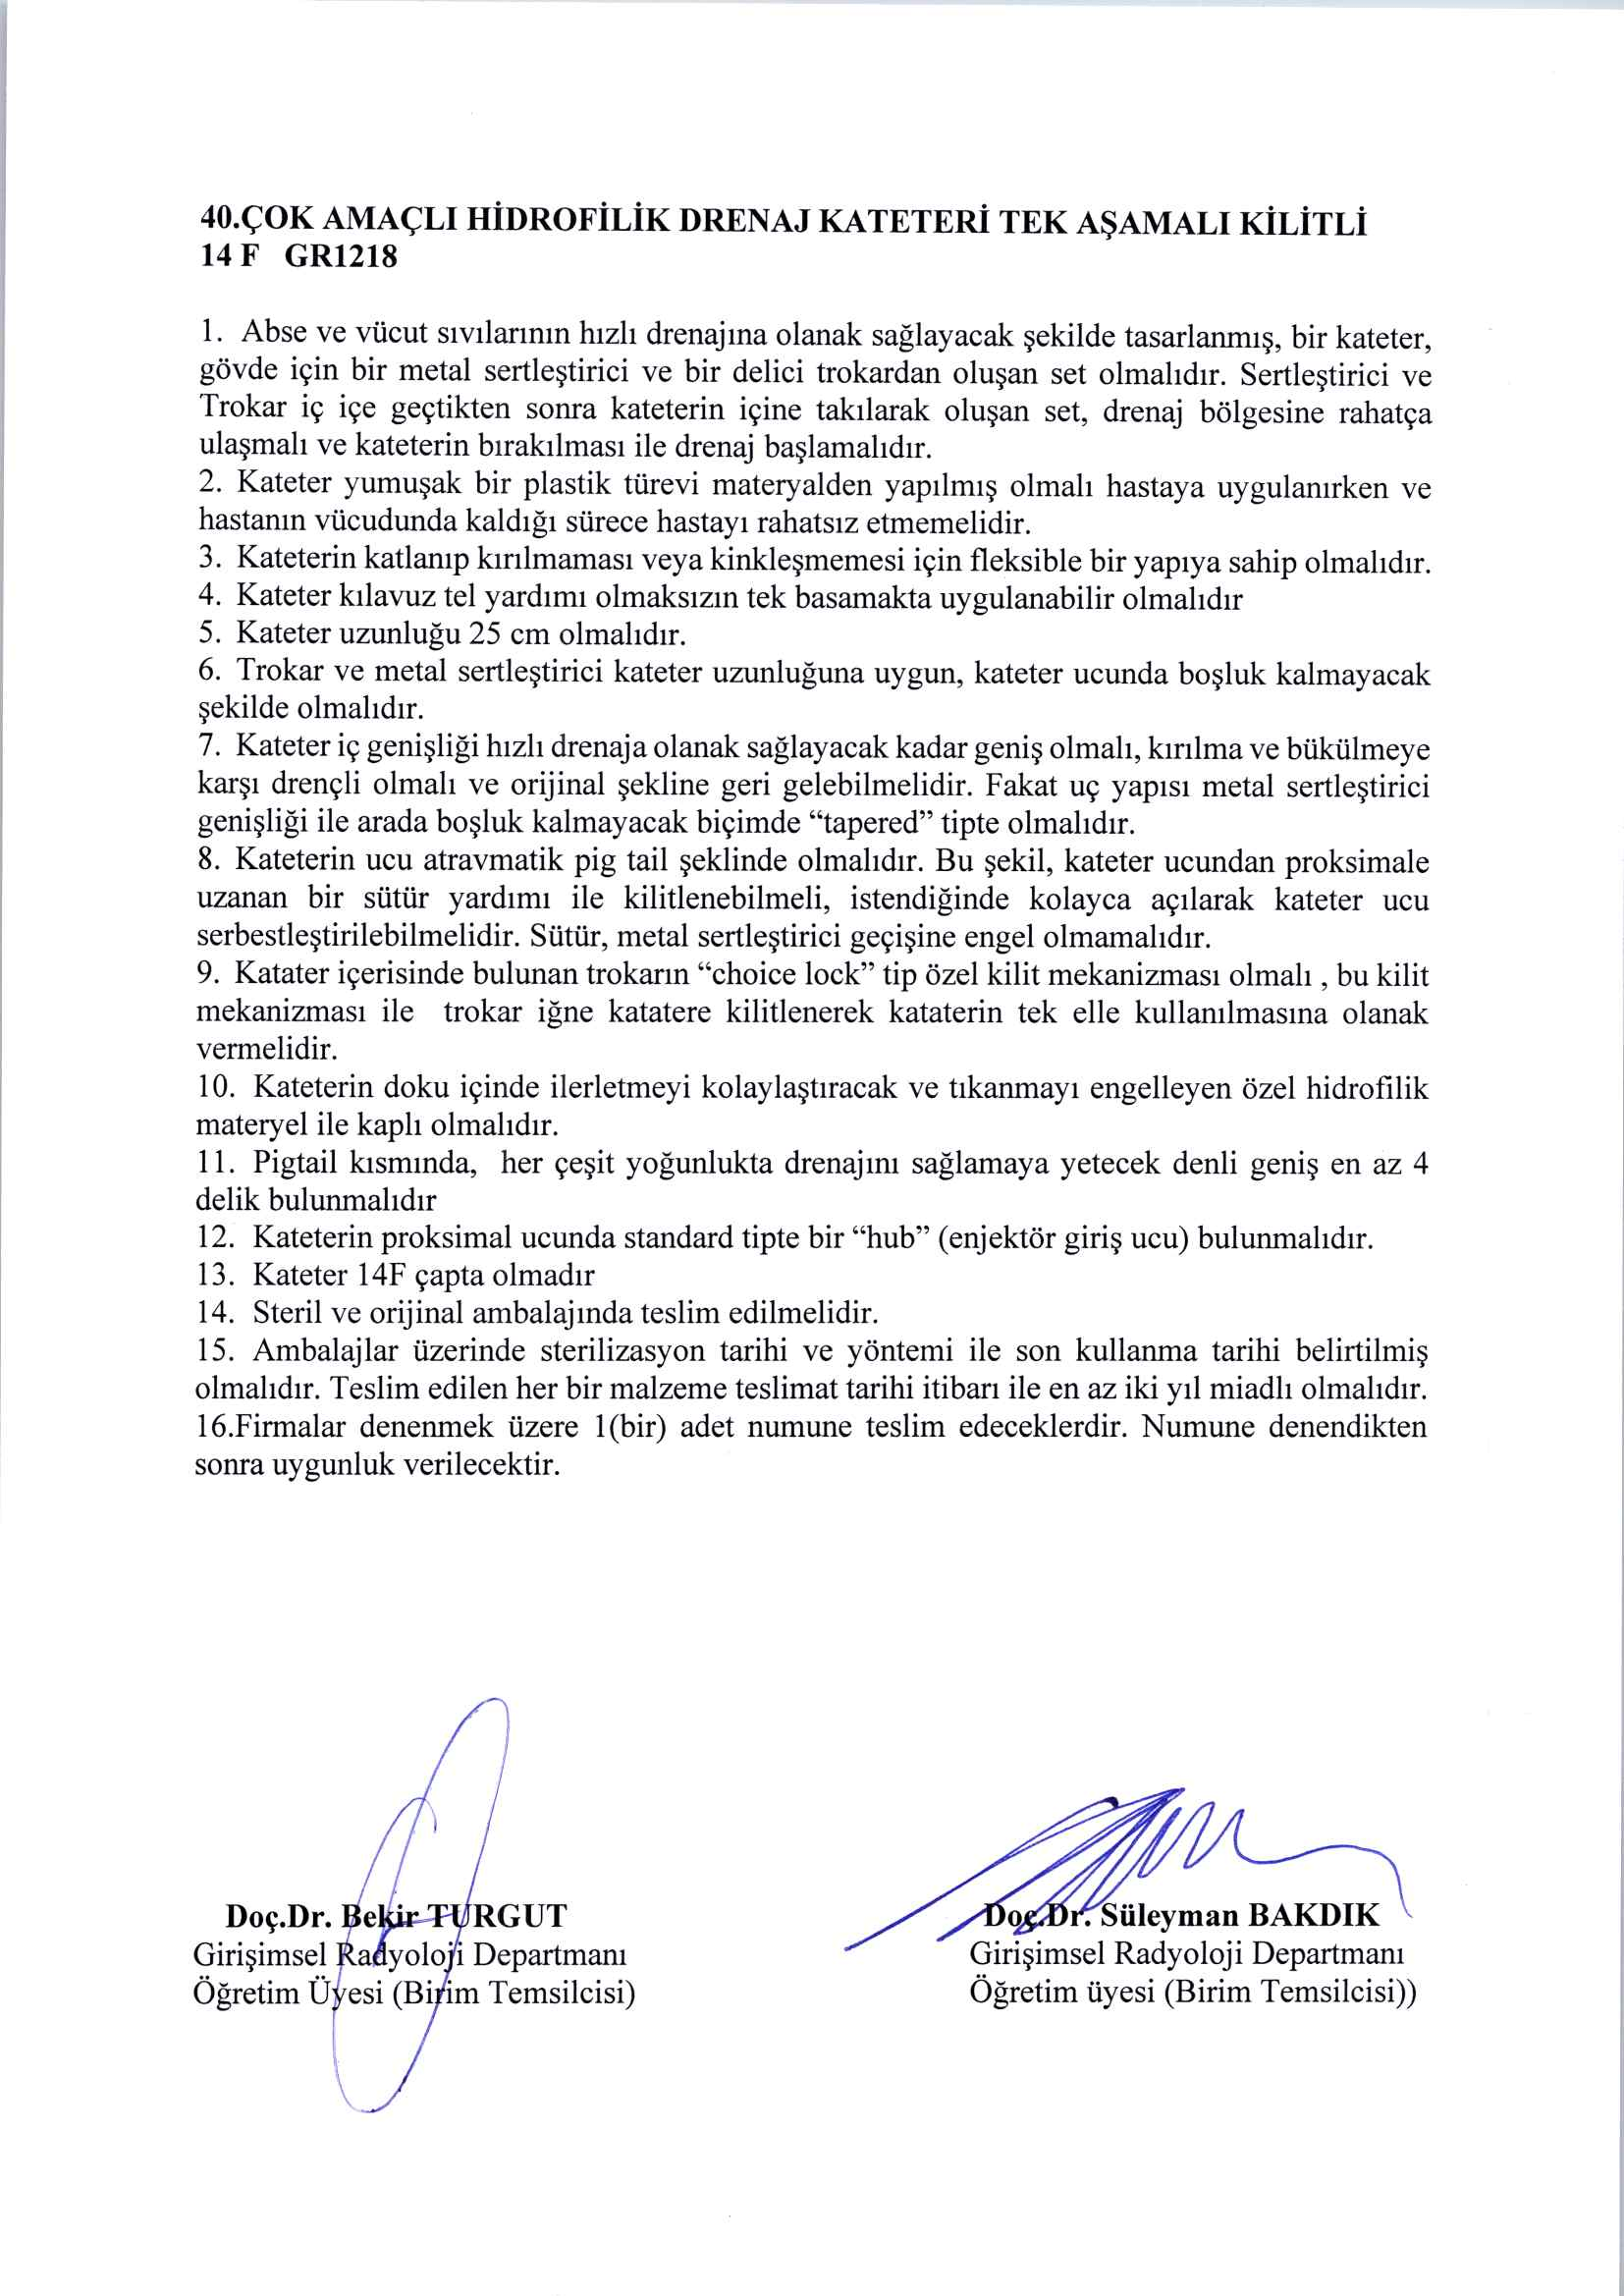 40.ÇOK AMAÇLI HİDROFİLİK DRENAJ KATETERİ TEK AŞAMALI KİLİTLİ
14 F GR1218
1. Abse ve vücut sıvılarının hızlı drenajına olanak sağlayacak şekilde tasarlanmış, bir kateter,
gövde için bir metal sertleştirici ve bir delici trokardan oluşan set olmalıdır. Sertleştirici ve
Trokar iç içe geçtikten sonra kateterin içine takılarak oluşan set, drenaj bölgesine rahatça
ulaşmalı ve kateterin bırakılması ile drenaj başlamalıdır.
2. Kateter yumuşak bir plastik türevi materyalden yapılmış olmalı hastaya uygulanırken ve
hastanın vücudunda kaldığı sürece hastayı rahatsız etmemelidir.
3. Kateterin katlanıp kırılmaması veya kinkleşmemesi için fleksible bir yapıya sahip olmalıdır.
4. Kateter kılavuz tel yardımı olmaksızın tek basamakta uygulanabilir olmalıdır
5. Kateter uzunluğu 25 cm olmalıdır.
6. Trokar ve metal sertleştirici kateter uzunluğuna uygun, kateter ucunda boşluk kalmayacak
şekilde olmalıdır.
7. Kateter iç genişliği hızlı drenaja olanak sağlayacak kadar geniş olmalı, kırılma ve bükülmeye
karşı drençli olmalı ve orijinal şekline geri gelebilmelidir. Fakat uç yapısı metal sertleştirici
genişliği ile arada boşluk kalmayacak biçimde “tapered” tipte olmalıdır.
8. Kateterin ucu atravmatik pig tail şeklinde olmalıdır. Bu şekil, kateter ucundan proksimale
uzanan bir sütür yardımı ile kilitlenebilmeli, istendiğinde kolayca açılarak kateter ucu
serbestleştirilebilmelidir. Sütür, metal sertleştirici geçişine engel olmamalıdır.
9. Katater içerisinde bulunan trokarın “choice lock” tip özel kilit mekanizması olmalı , bu kilit
mekanizması ile trokar iğne katatere kilitlenerek kataterin tek elle kullanılmasına olanak
vermelidir.
10. Kateterin doku içinde ilerletmeyi kolaylaştıracak ve tıkanmayı engelleyen özel hidrofilik
materyel ile kaplı olmalıdır.
11. Pigtail kısmında, her çeşit yoğunlukta drenajını sağlamaya yetecek denli geniş en az 4
delik bulunmalıdır
12. Kateterin proksimal ucunda standard tipte bir “hub” (enjektör giriş ucu) bulunmalıdır.
13. Kateter 14F çapta olmadır
14. Steril ve orijinal ambalajında teslim edilmelidir.
15. Ambalajlar üzerinde sterilizasyon tarihi ve yöntemi ile son kullanma tarihi belirtilmiş
olmalıdır. Teslim edilen her bir malzeme teslimat tarihi itibarı ile en az iki yıl miadlı olmalıdır.
16.Firmalar denenmek üzere 1(bir) adet numune teslim edeceklerdir. Numune denendikten
sonra uygunluk verilecektir.
Doç.Dr. Bekir TURGUT
Girişimsel Radyoloji Departmanı
Öğretim Üyesi (Birim Temsilcisi)
Doç.Dr. Süleyman BAKDIK
Girişimsel Radyoloji Departmanı
Öğretim üyesi (Birim Temsilcisi))